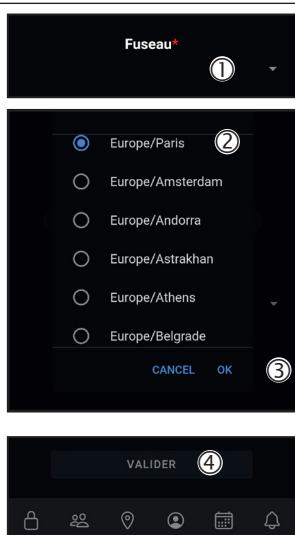 Fuseau*
①
Europe/Paris ②
Europe/Amsterdam
Europe/Andorra
Europe/Astrakhan
Europe/Athens
Europe/Belgrade
CANCEL OK ③
VALIDER ④